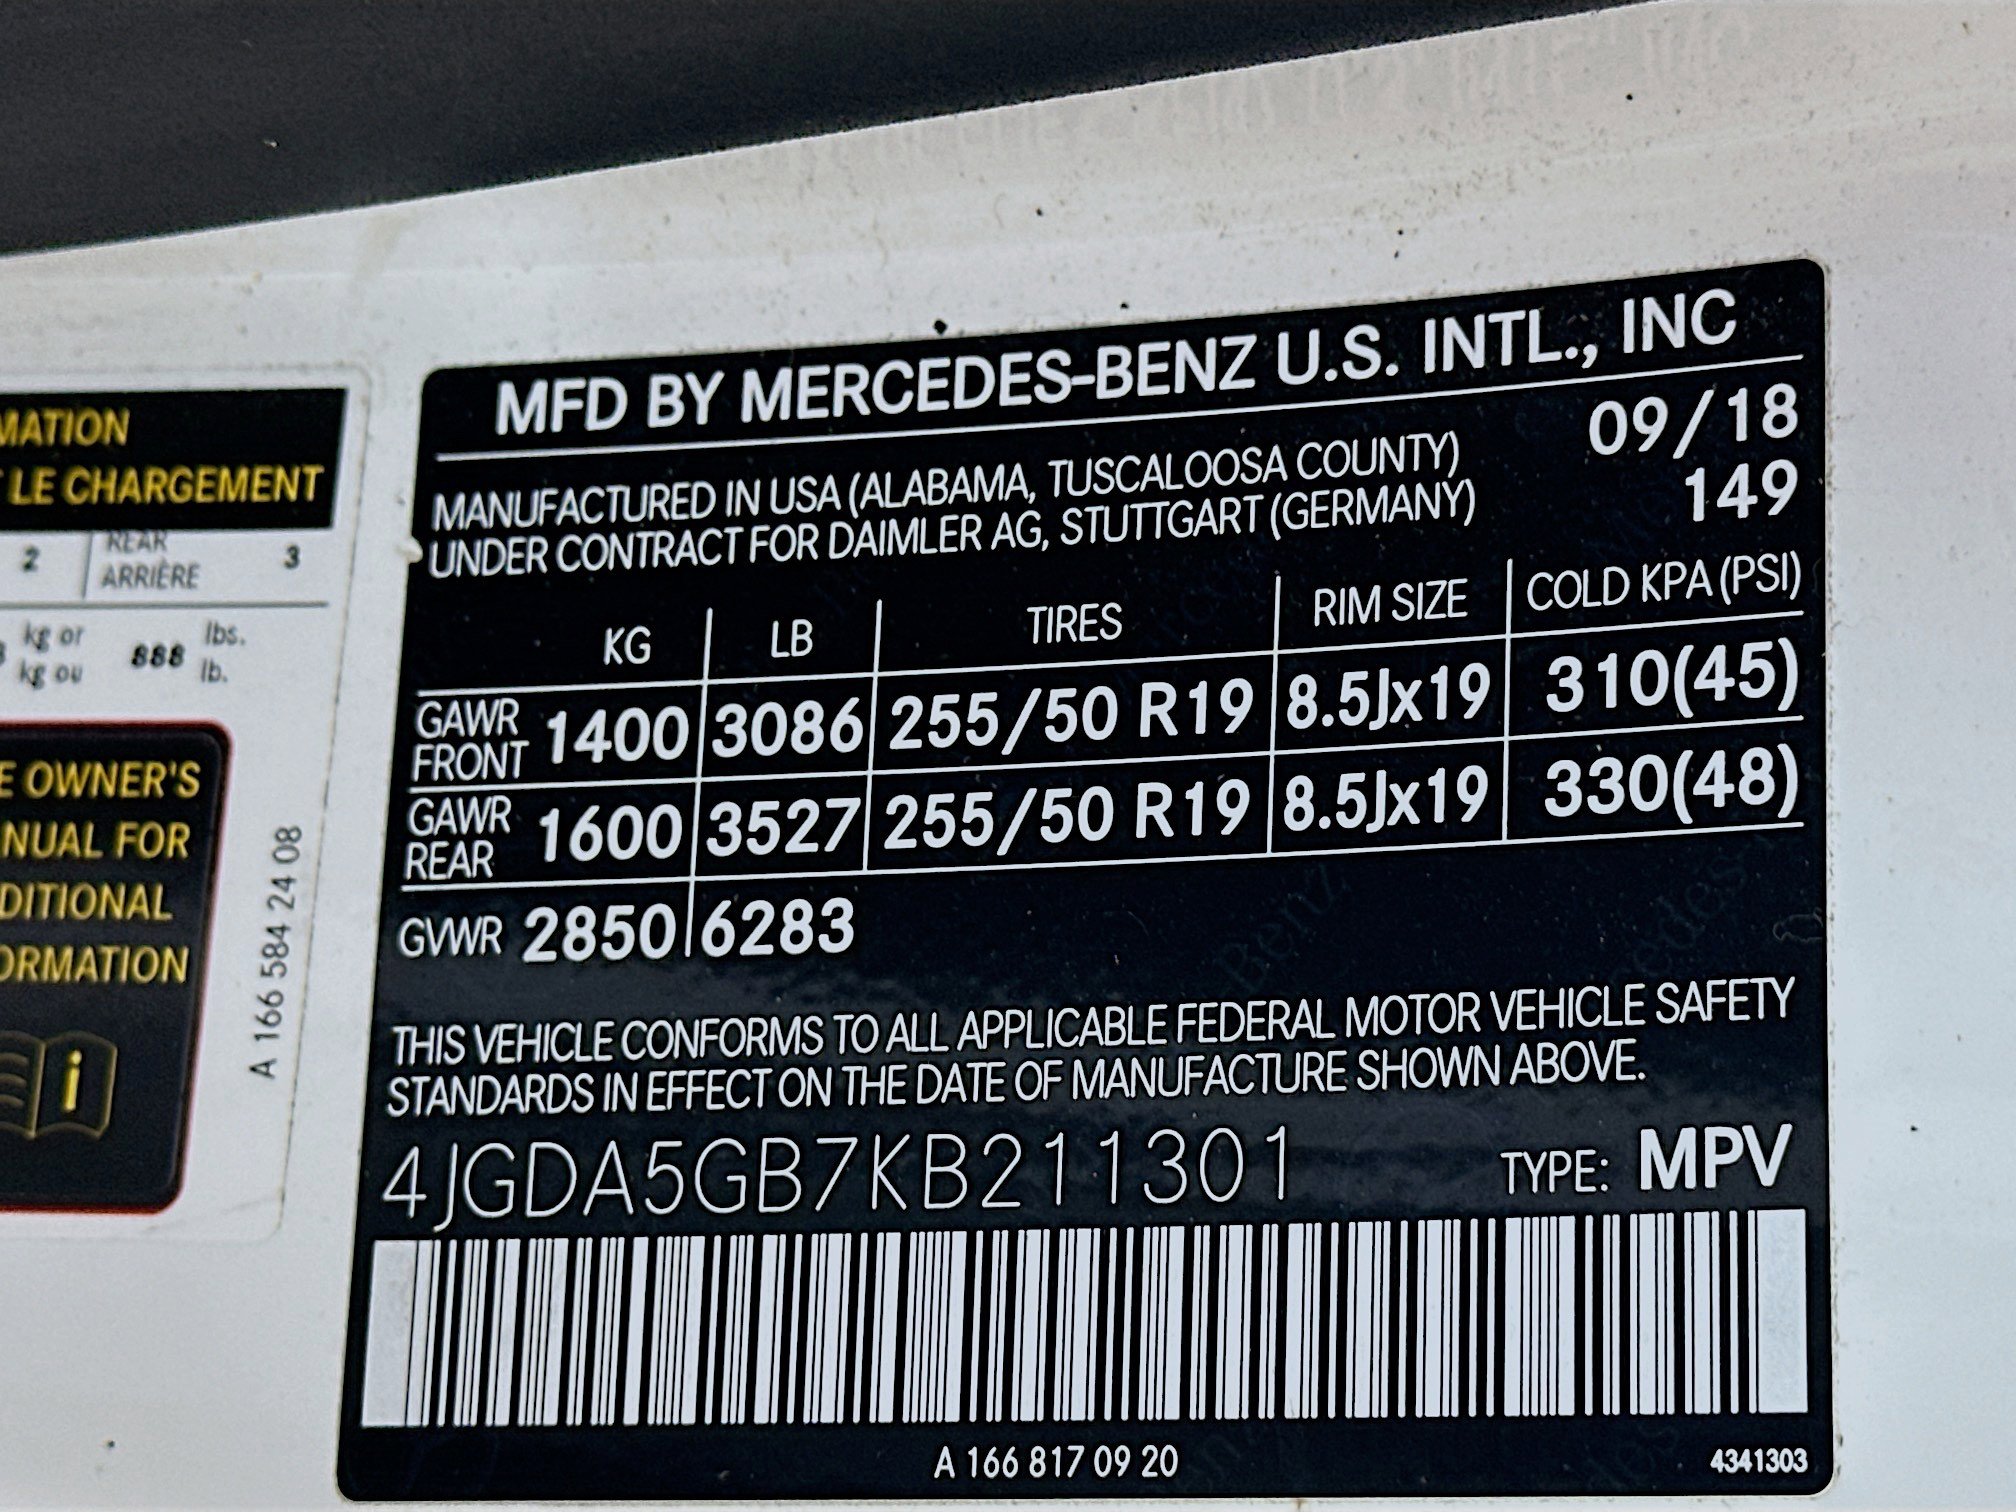 MATION
LE CHARGEMENT
2 REAR ARRIÈRE 3
kg or
kg ou
888
lbs.
lb.
OWNER'S
NUAL FOR
DITIONAL
ORMATION
i
A 166 584 24 08
MFD BY MERCEDES-BENZ U.S. INTL., INC
MANUFACTURED IN USA (ALABAMA, TUSCALOOSA COUNTY) 09/18
UNDER CONTRACT FOR DAIMLER AG, STUTTGART (GERMANY) 149
KG LB TIRES RIM SIZE COLD KPA (PSI)
GAWR FRONT 1400 3086 255/50 R19 8.5Jx19 310(45)
GAWR REAR 1600 3527 255/50 R19 8.5Jx19 330(48)
GVWR 2850 6283
THIS VEHICLE CONFORMS TO ALL APPLICABLE FEDERAL MOTOR VEHICLE SAFETY
STANDARDS IN EFFECT ON THE DATE OF MANUFACTURE SHOWN ABOVE.
4JGDA5GB7KB211301 TYPE: MPV
A 166 817 09 20 4341303